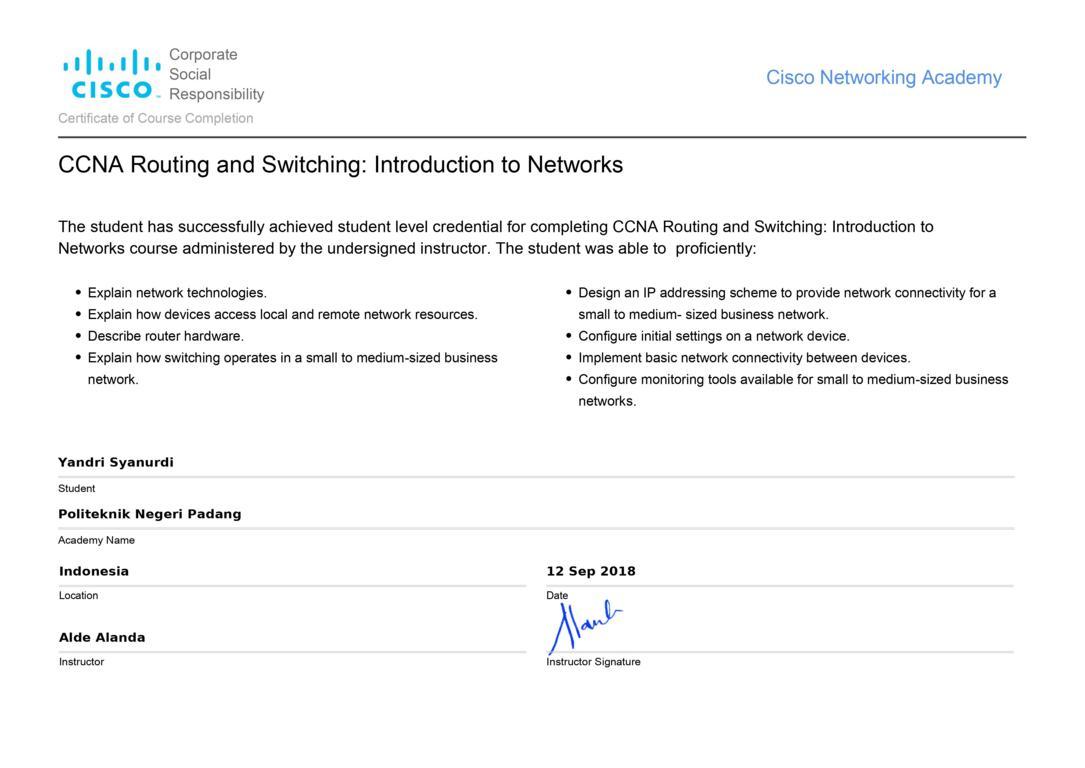 Corporate
Social
CISCO
Responsibility
Cisco Networking Academy
Certificate of Course Completion
CCNA Routing and Switching: Introduction to Networks
The student has successfully achieved student level credential for completing CCNA Routing and Switching: Introduction to
Networks course administered by the undersigned instructor. The student was able to proficiently:
• Explain network technologies.
• Explain how devices access local and remote network resources.
• Describe router hardware.
• Explain how switching operates in a small to medium-sized business
network.
• Design an IP addressing scheme to provide network connectivity for a
small to medium- sized business network.
• Configure initial settings on a network device.
• Implement basic network connectivity between devices.
• Configure monitoring tools available for small to medium-sized business
networks.
Yandri Syanurdi
Student
Politeknik Negeri Padang
Academy Name
Indonesia
Location
12 Sep 2018
Date
Alde Alanda
Instructor
Instructor Signature